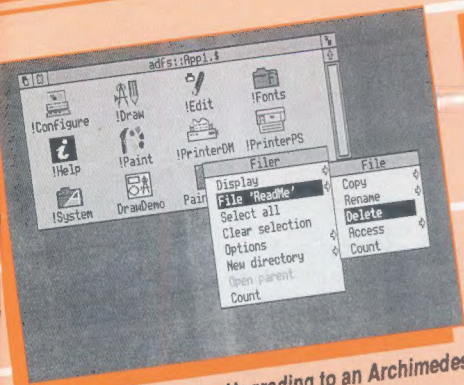 adfs::App1.$
!Configure !Draw !Edit !Fonts
!Help !Paint !PrinterDM !PrinterPS
!System DrawDemo
Filer
Display
File 'ReadMe'
Select all
Clear selection
Options
New directory
Open parent
Count
File
Copy
Rename
Delete
Access
Count
to an Archimedes